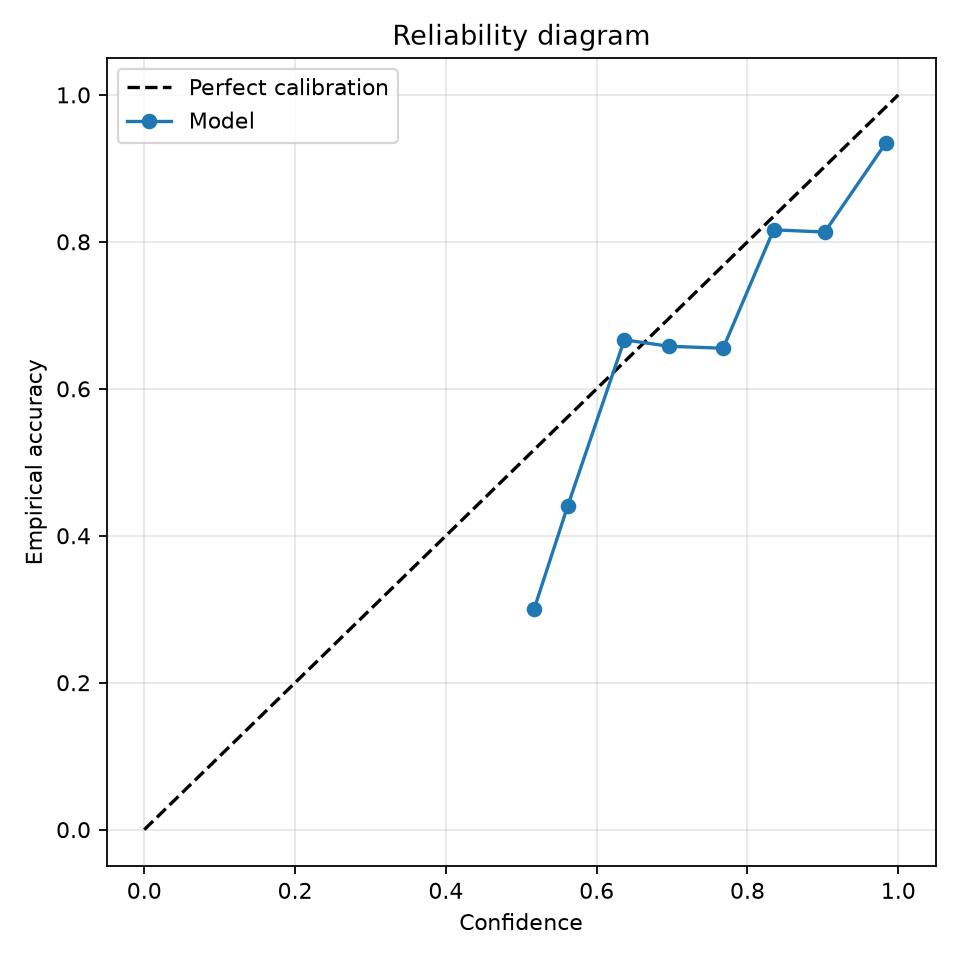 Reliability diagram
Perfect calibration
Model
1.0
0.8
0.6
0.4
0.2
0.0
Empirical accuracy
0.0 0.2 0.4 0.6 0.8 1.0
Confidence